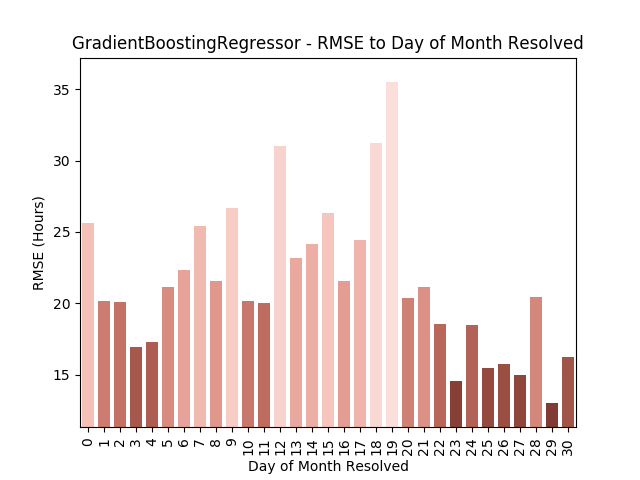 GradientBoostingRegressor - RMSE to Day of Month Resolved
35
30
25
20
15
RMSE (Hours)
0 1 2 3 4 5 6 7 8 9 10 11 12 13 14 15 16 17 18 19 20 21 22 23 24 25 26 27 28 29 30
Day of Month Resolved